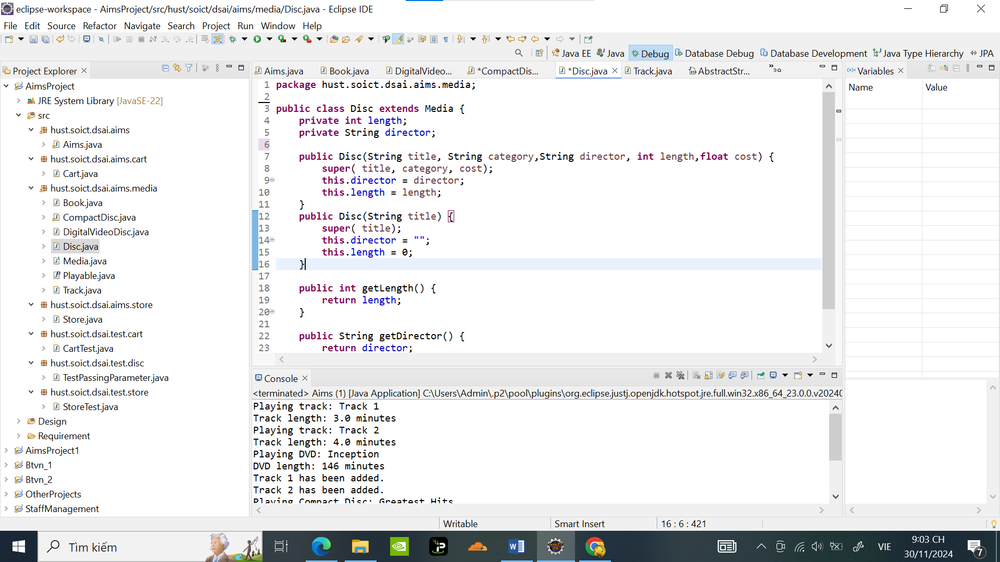 eclipse-workspace - AimsProject/src/hust/soict/dsai/aims/media/Disc.java - Eclipse IDE
File Edit Source Refactor Navigate Search Project Run Window Help
Java EE Java Debug Database Debug Database Development Java Type Hierarchy JPA
Project Explorer
AimsProject
JRE System Library [JavaSE-22]
src
hust.soict.dsai.aims
Aims.java
hust.soict.dsai.aims.cart
Cart.java
hust.soict.dsai.aims.media
Book.java
CompactDisc.java
DigitalVideoDisc.java
Disc.java
Media.java
Playable.java
Track.java
hust.soict.dsai.aims.store
Store.java
hust.soict.dsai.test.cart
CartTest.java
hust.soict.dsai.test.disc
TestPassingParameter.java
hust.soict.dsai.test.store
StoreTest.java
Design
Requirement
AimsProject1
Btvn_1
Btvn_2
OtherProjects
StaffManagement
Aims.java Book.java DigitalVideo... *CompactDis... *Disc.java Track.java AbstractStr...
1 package hust.soict.dsai.aims.media;
2
3 public class Disc extends Media {
4 private int length;
5 private String director;
6
7 public Disc(String title, String category,String director, int length,float cost) {
8 super( title, category, cost);
9 this.director = director;
10 this.length = length;
11 }
12 public Disc(String title) {
13 super( title);
14 this.director = "";
15 this.length = 0;
16 }
17
18 public int getLength() {
19 return length;
20 }
21
22 public String getDirector() {
23 return director;
Variables
Name Value
Console
<terminated> Aims (1) [Java Application] C:\Users\Admin\.p2\pool\plugins\org.eclipse.justj.openjdk.hotspot.jre.full.win32.x86_64_23.0.0.v20240
Playing track: Track 1
Track length: 3.0 minutes
Playing track: Track 2
Track length: 4.0 minutes
Playing DVD: Inception
DVD length: 146 minutes
Track 1 has been added.
Track 2 has been added.
Playing Compact Disc: Greatest Hits
Writable Smart Insert 16 : 6 : 421
Tìm kiếm
VIE
9:03 CH
30/11/2024
7